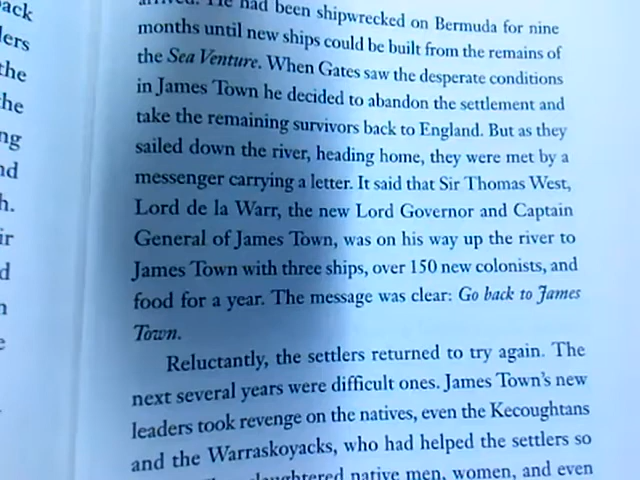 had been shipwrecked on Bermuda for nine
months until new ships could be built from the remains of
the Sea Venture. When Gates saw the desperate conditions
in James Town he decided to abandon the settlement and
take the remaining survivors back to England. But as they
sailed down the river, heading home, they were met by a
messenger carrying a letter. It said that Sir Thomas West,
Lord de la Warr, the new Lord Governor and Captain
General of James Town, was on his way up the river to
James Town with three ships, over 150 new colonists, and
food for a year. The message was clear: Go back to James
Town.
Reluctantly, the settlers returned to try again. The
next several years were difficult ones. James Town's new
leaders took revenge on the natives, even the Kecoughtans
and the Warraskoyacks, who had helped the settlers so
slaughtered native men, women, and even